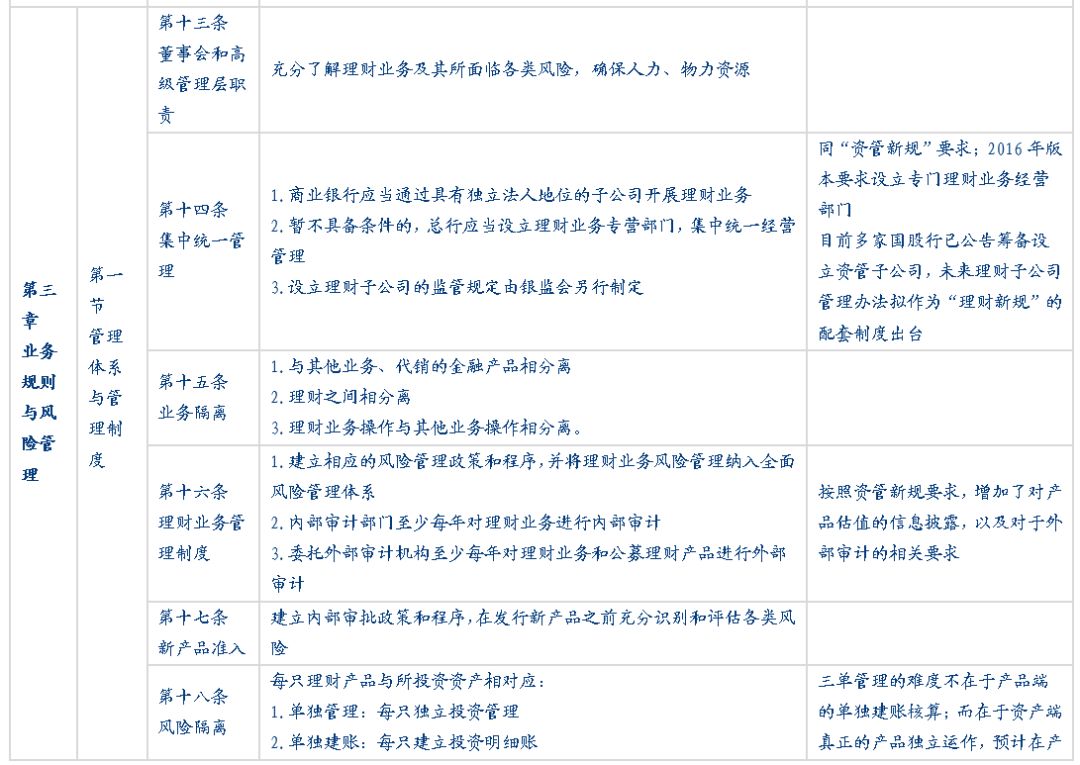 第三
章
业务
规则
与风
险管
理
第一
节
管理
体系
与管
理制
度
第十三条
董事会和高
级管理层职
责
充分了解理财业务及其所面临各类风险，确保人力、物力资源
第十四条
集中统一管
理
1.商业银行应当通过具有独立法人地位的子公司开展理财业务
2.暂不具备条件的，总行应当设立理财业务专营部门，集中统一经营
管理
3.设立理财子公司的监管规定由银监会另行制定
同“资管新规”要求；2016 年版
本要求设立专门理财业务经营
部门
目前多家国股行已公告筹备设
立资管子公司，未来理财子公司
管理办法拟作为“理财新规”的
配套制度出台
第十五条
业务隔离
1.与其他业务、代销的金融产品相分离
2.理财之间相分离
3.理财业务操作与其他业务操作相分离。
第十六条
理财业务管
理制度
1.建立相应的风险管理政策和程序，并将理财业务风险管理纳入全面
风险管理体系
2.内部审计部门至少每年对理财业务进行内部审计
3.委托外部审计机构至少每年对理财业务和公募理财产品进行外部
审计
按照资管新规要求，增加了对产
品估值的信息披露，以及对于外
部审计的相关要求
第十七条
新产品准入
建立内部审批政策和程序，在发行新产品之前充分识别和评估各类风
险
第十八条
风险隔离
每只理财产品与所投资资产相对应：
1.单独管理：每只独立投资管理
2.单独建账：每只建立投资明细账
三单管理的难度不在于产品端
的单独建账核算；而在于资产端
真正的产品独立运作，预计在产